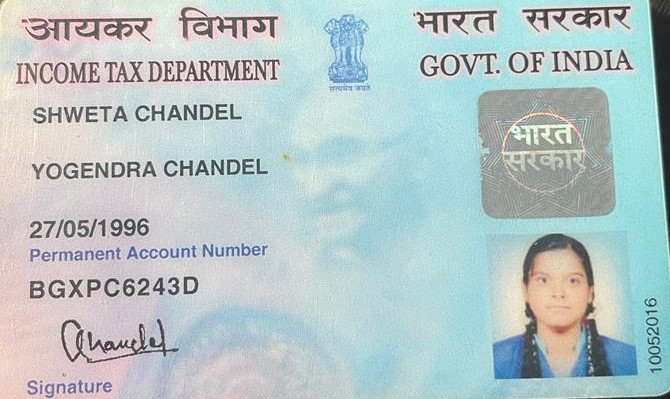 आयकर विभाग
भारत सरकार
INCOME TAX DEPARTMENT
GOVT. OF INDIA
सत्यमेव जयते
SHWETA CHANDEL
भारत
सरकार
YOGENDRA CHANDEL
27/05/1996
Permanent Account Number
BGXPC6243D
Chandel
Signature
10052016